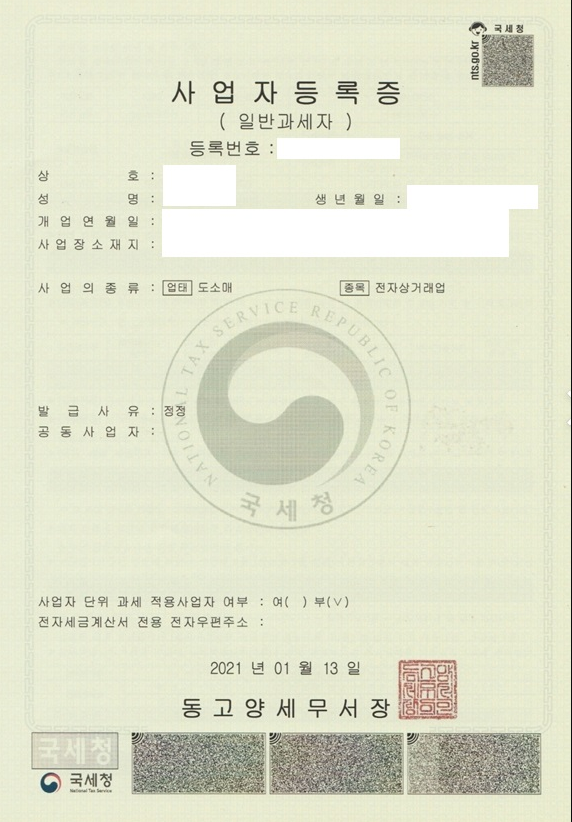 국세청
nts.go.kr
사업자등록증
( 일반과세자 )
등록번호 :
상 호 :
성 명 : 생 년 월 일 :
개 업 연 월 일 :
사 업 장 소 재 지 :
사 업 의 종 류 : 업태 도소매 종목 전자상거래업
NATIONAL TAX SERVICE REPUBLIC OF KOREA
국세청
발 급 사 유 : 정정
공 동 사 업 자 :
사업자 단위 과세 적용사업자 여부 : 여( ) 부(∨)
전자세금계산서 전용 전자우편주소 :
2021 년 01 월 13 일
동고양세무서장
국세청
국세청
National Tax Service